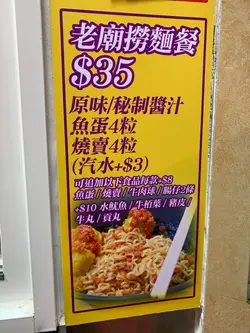 老廟撈麵餐
$35
原味/秘制醬汁
魚蛋4粒
燒賣4粒
(汽水+$3)
可追加以下食品每款+$8
魚蛋//燒賣//牛肉球//腸仔2條
+$10 水魷魚/牛栢葉/豬皮/
牛丸/貢丸